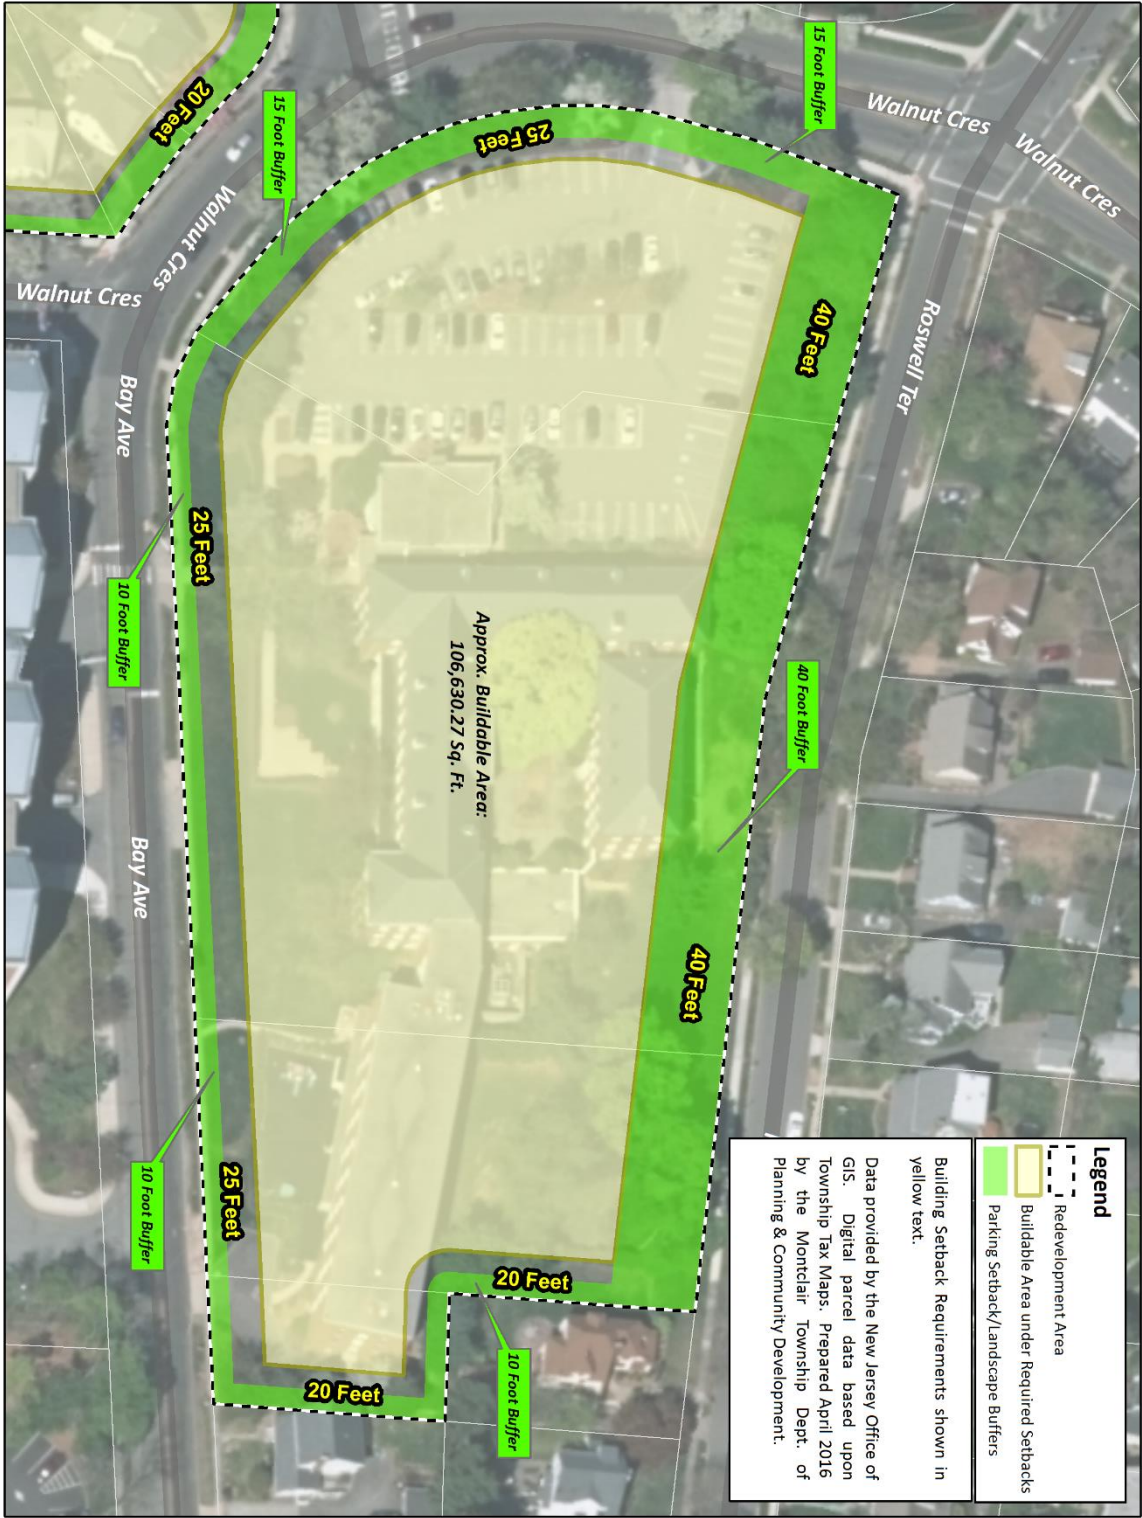 Legend
Redevelopment Area
Buildable Area under Required Setbacks
Parking Setback/Landscape Buffers
Building Setback Requirements shown in
yellow text.
Data provided by the New Jersey Office of
GIS. Digital parcel data based upon
Township Tax Maps. Prepared April 2016
by the Montclair Township Dept. of
Planning & Community Development.
Walnut Cres
Walnut Cres
Roswell Ter
15 Foot Buffer
40 Feet
40 Foot Buffer
40 Feet
25 Feet
Approx. Buildable Area:
106,630.27 Sq. Ft.
20 Feet
10 Foot Buffer
20 Feet
15 Foot Buffer
20 Feet
Walnut Cres
Walnut Cres
25 Feet
10 Foot Buffer
25 Feet
10 Foot Buffer
Bay Ave
Bay Ave